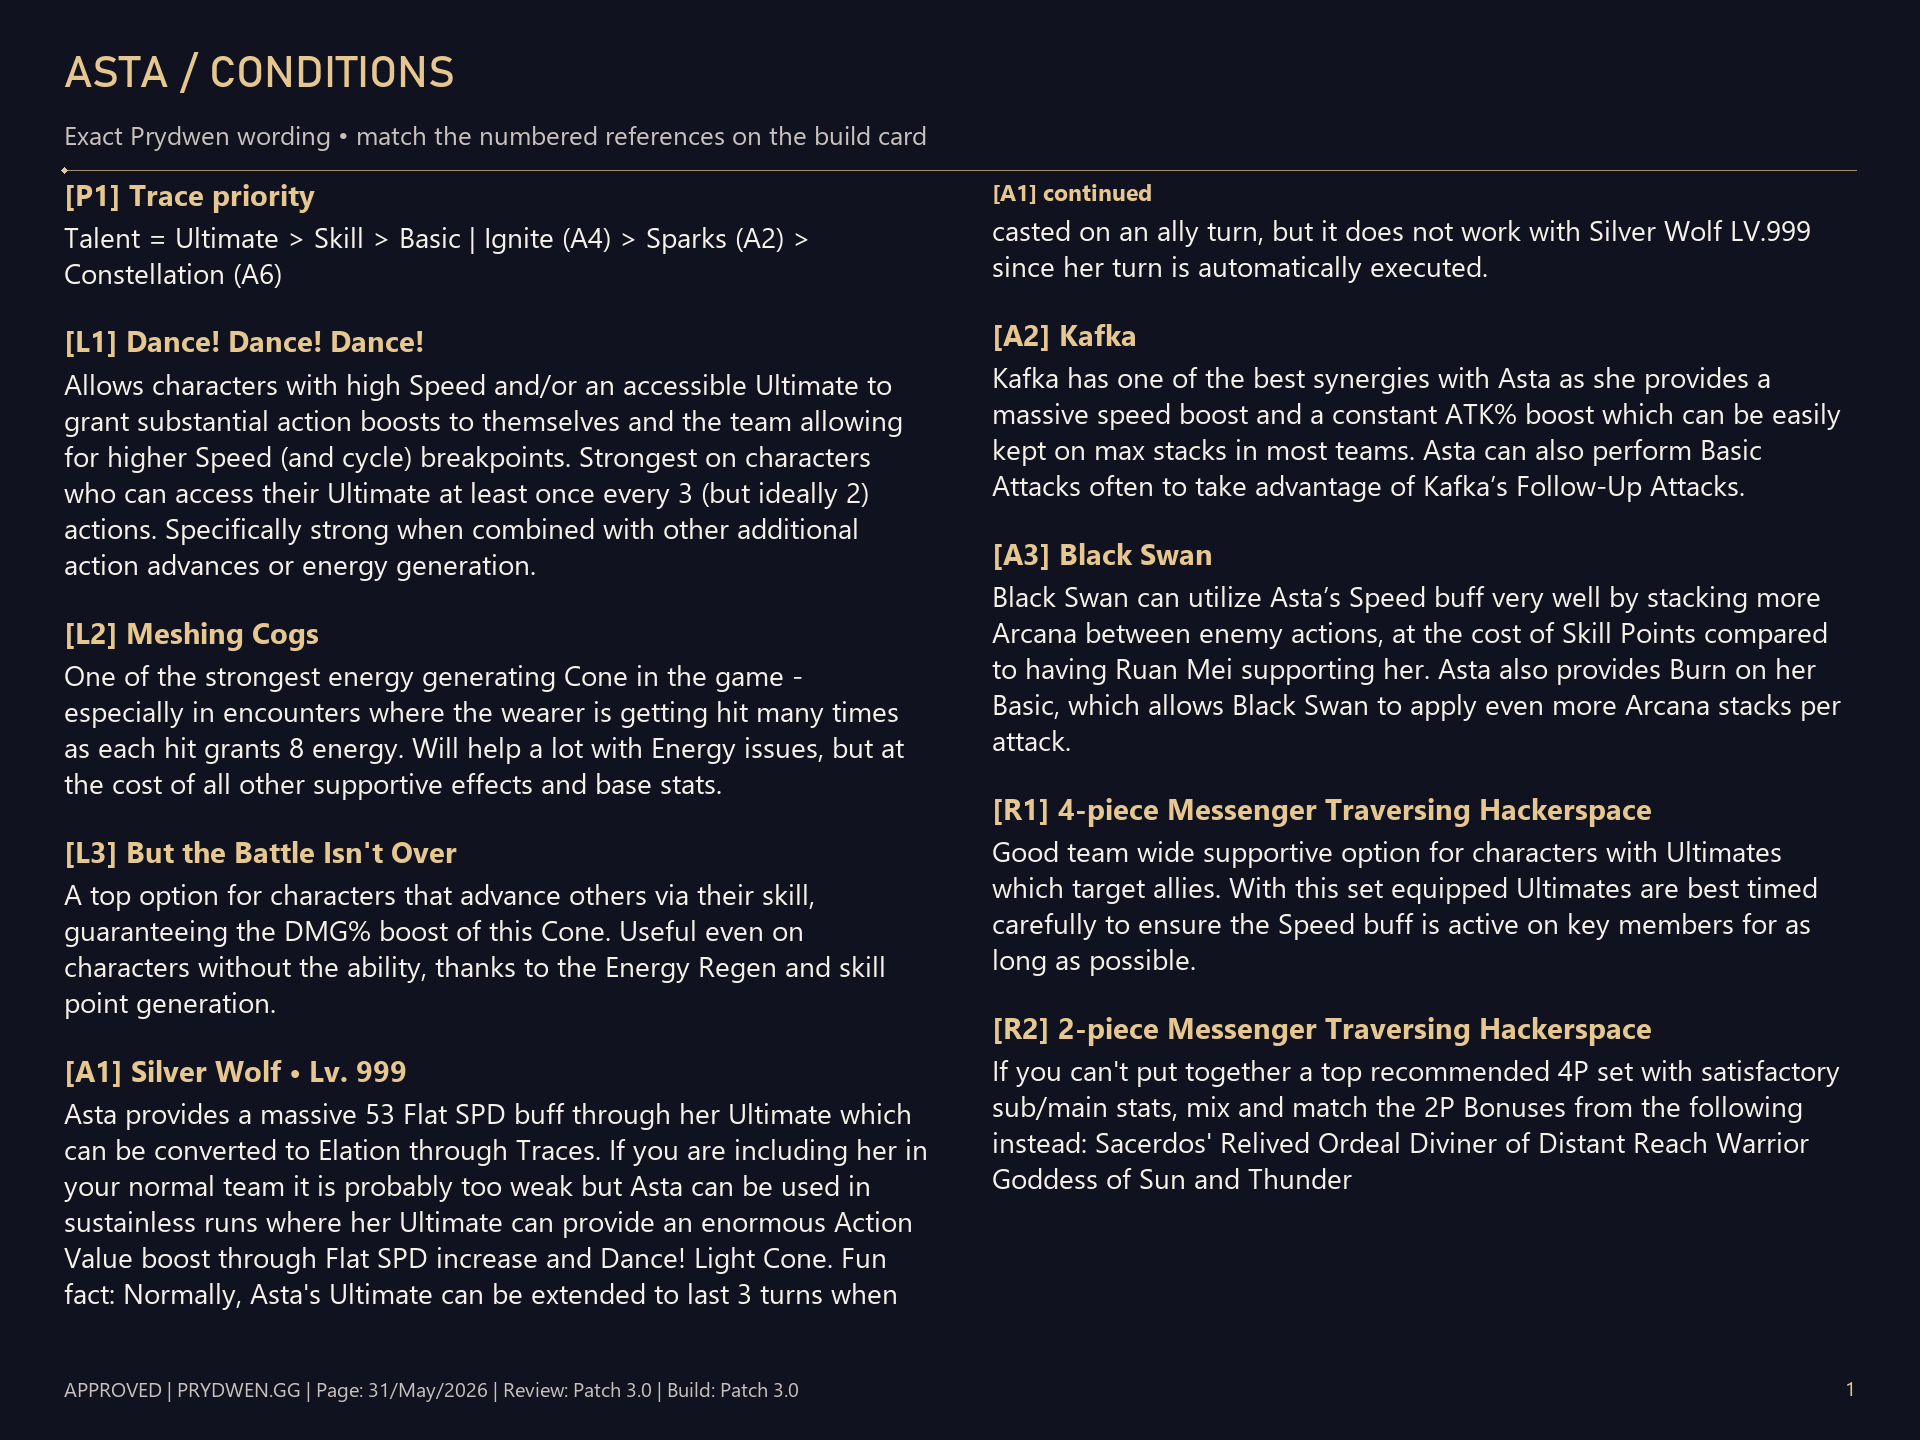 ASTA / CONDITIONS
Exact Prydwen wording • match the numbered references on the build card
[P1] Trace priority
Talent = Ultimate > Skill > Basic | Ignite (A4) > Sparks (A2) >
Constellation (A6)
[L1] Dance! Dance! Dance!
Allows characters with high Speed and/or an accessible Ultimate to
grant substantial action boosts to themselves and the team allowing
for higher Speed (and cycle) breakpoints. Strongest on characters
who can access their Ultimate at least once every 3 (but ideally 2)
actions. Specifically strong when combined with other additional
action advances or energy generation.
[L2] Meshing Cogs
One of the strongest energy generating Cone in the game -
especially in encounters where the wearer is getting hit many times
as each hit grants 8 energy. Will help a lot with Energy issues, but at
the cost of all other supportive effects and base stats.
[L3] But the Battle Isn't Over
A top option for characters that advance others via their skill,
guaranteeing the DMG% boost of this Cone. Useful even on
characters without the ability, thanks to the Energy Regen and skill
point generation.
[A1] Silver Wolf • Lv. 999
Asta provides a massive 53 Flat SPD buff through her Ultimate which
can be converted to Elation through Traces. If you are including her in
your normal team it is probably too weak but Asta can be used in
sustainless runs where her Ultimate can provide an enormous Action
Value boost through Flat SPD increase and Dance! Light Cone. Fun
fact: Normally, Asta's Ultimate can be extended to last 3 turns when
[A1] continued
casted on an ally turn, but it does not work with Silver Wolf LV.999
since her turn is automatically executed.
[A2] Kafka
Kafka has one of the best synergies with Asta as she provides a
massive speed boost and a constant ATK% boost which can be easily
kept on max stacks in most teams. Asta can also perform Basic
Attacks often to take advantage of Kafka’s Follow-Up Attacks.
[A3] Black Swan
Black Swan can utilize Asta’s Speed buff very well by stacking more
Arcana between enemy actions, at the cost of Skill Points compared
to having Ruan Mei supporting her. Asta also provides Burn on her
Basic, which allows Black Swan to apply even more Arcana stacks per
attack.
[R1] 4-piece Messenger Traversing Hackerspace
Good team wide supportive option for characters with Ultimates
which target allies. With this set equipped Ultimates are best timed
carefully to ensure the Speed buff is active on key members for as
long as possible.
[R2] 2-piece Messenger Traversing Hackerspace
If you can't put together a top recommended 4P set with satisfactory
sub/main stats, mix and match the 2P Bonuses from the following
instead: Sacerdos' Relived Ordeal Diviner of Distant Reach Warrior
Goddess of Sun and Thunder
APPROVED | PRYDWEN.GG | Page: 31/May/2026 | Review: Patch 3.0 | Build: Patch 3.0
1